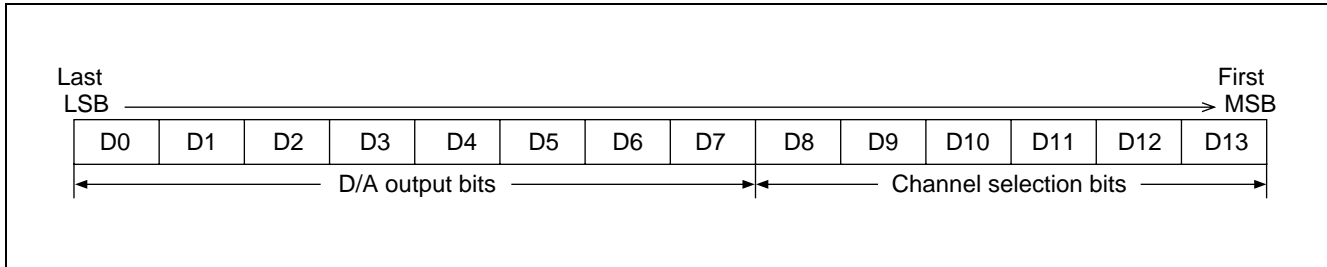 Last First
LSB MSB
D0 D1 D2 D3 D4 D5 D6 D7 D8 D9 D10 D11 D12 D13
D/A output bits Channel selection bits